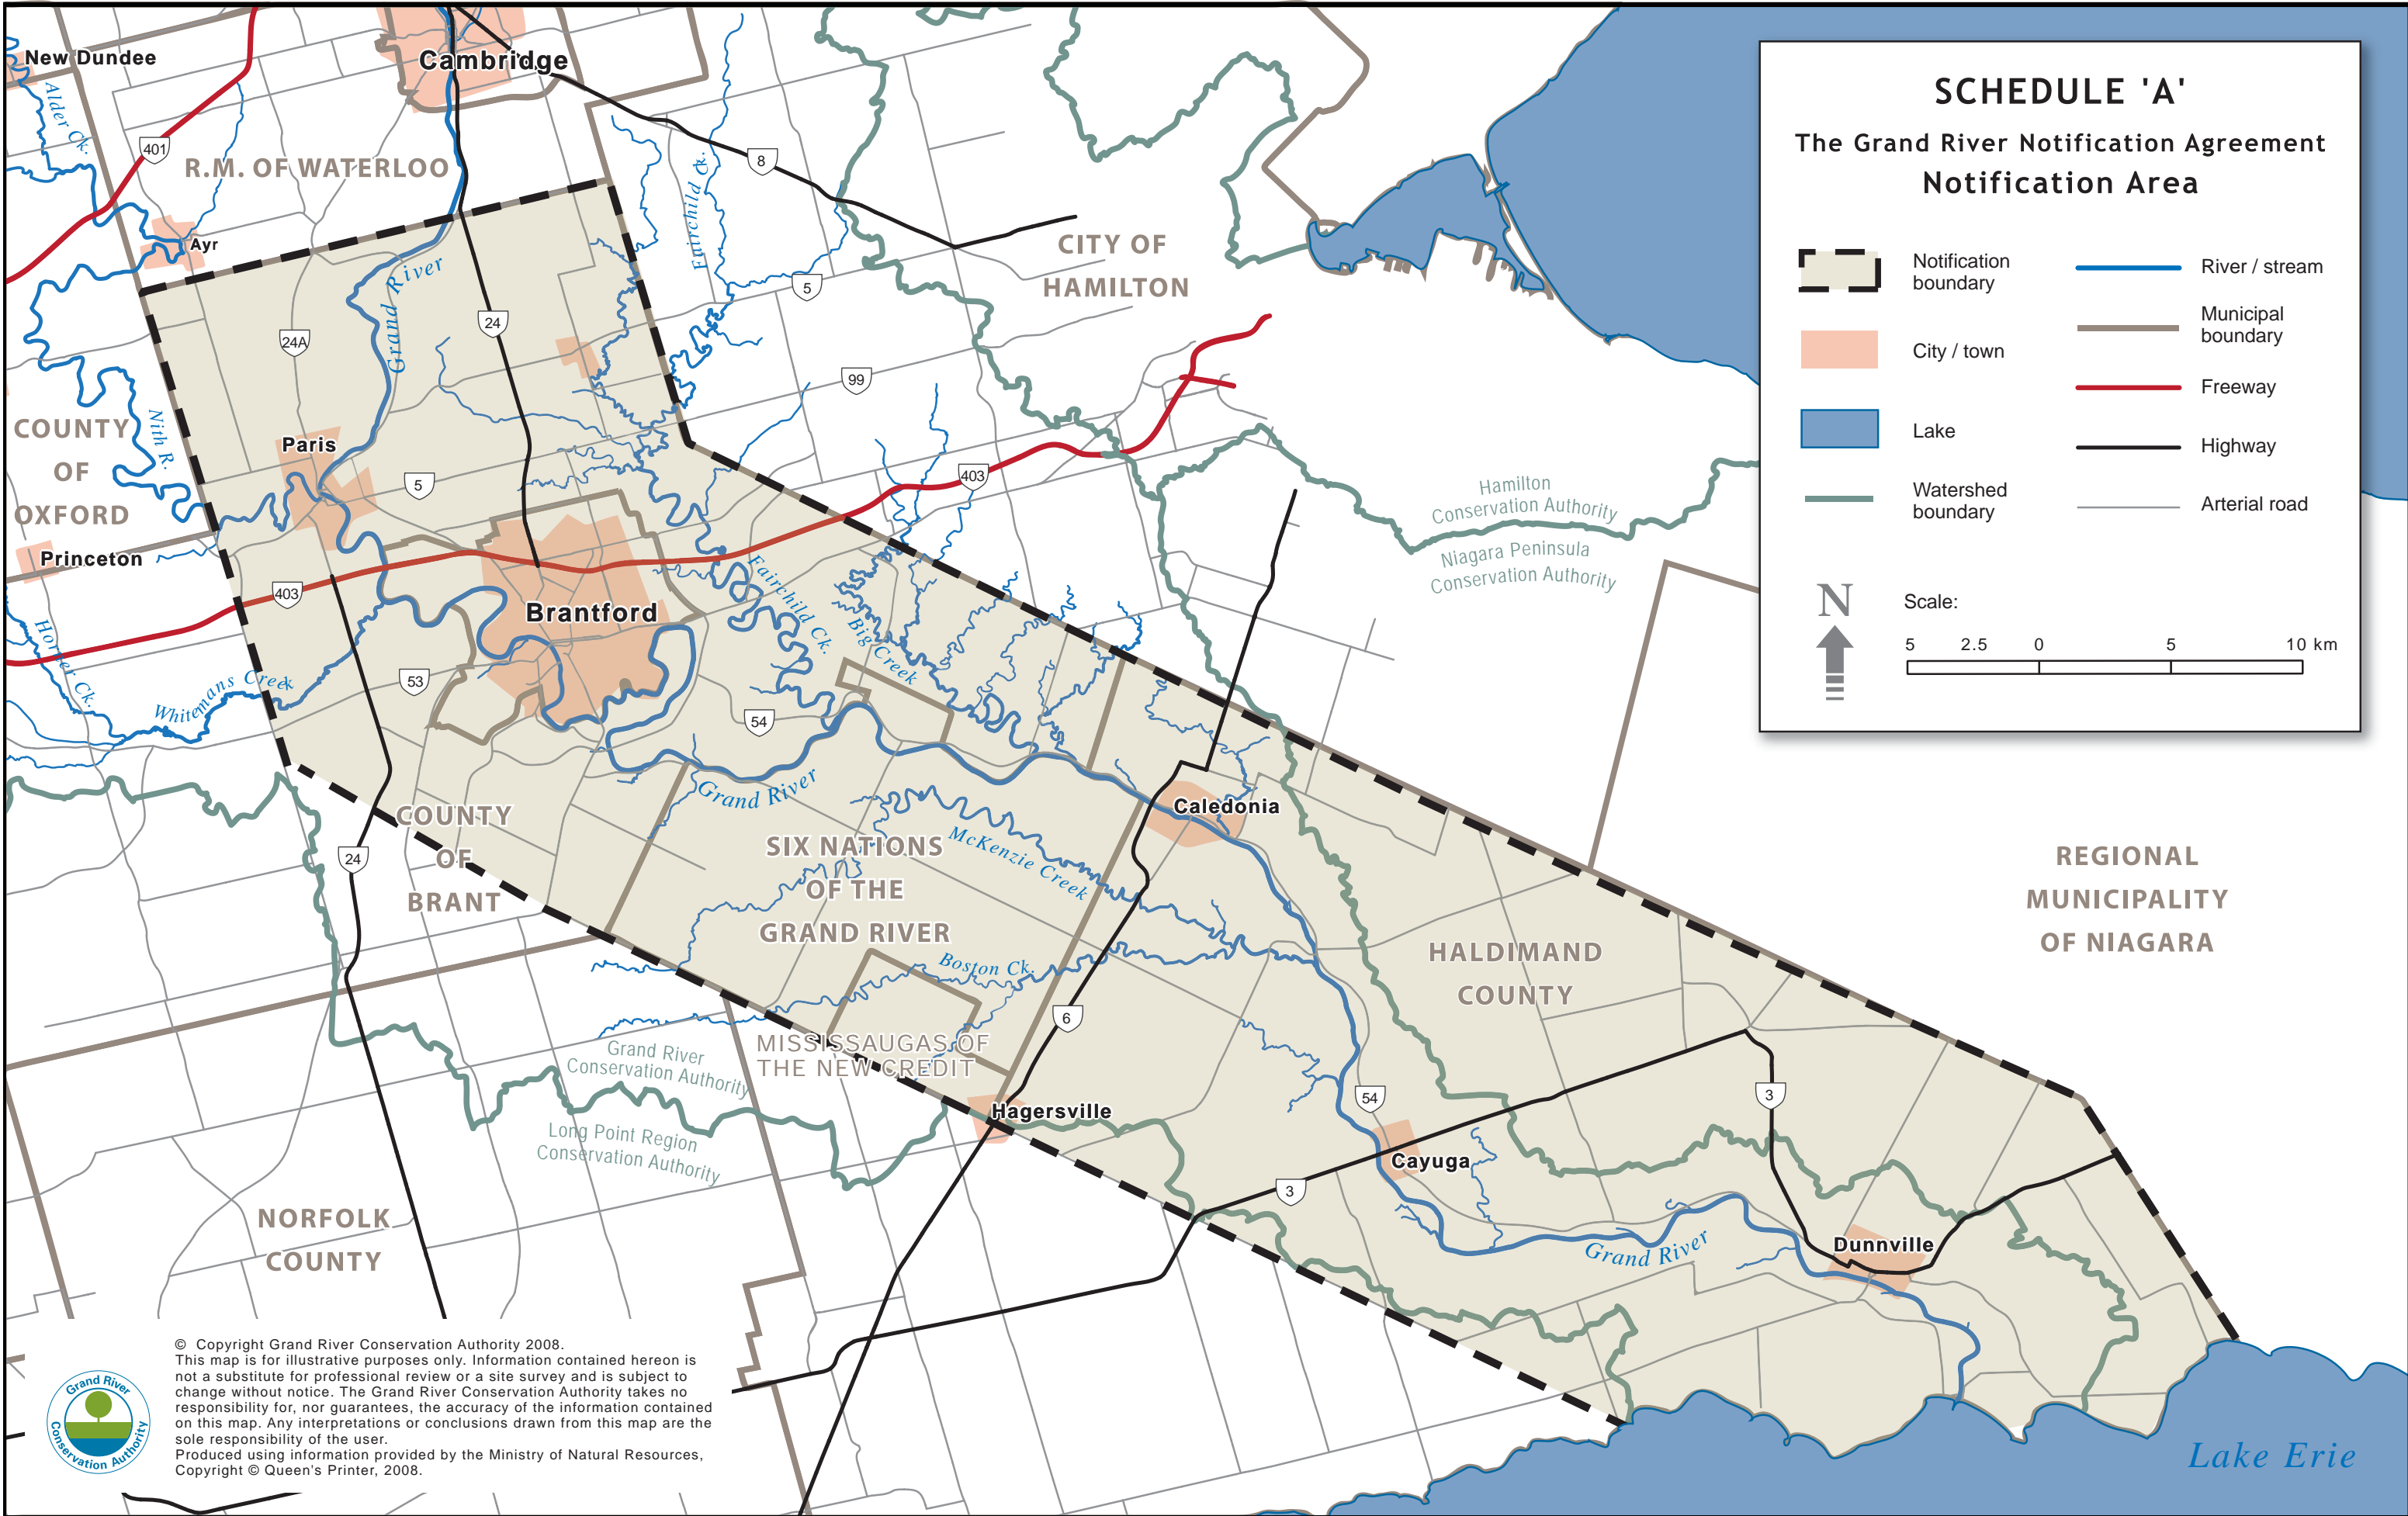 SCHEDULE 'A'
The Grand River Notification Agreement
Notification Area
Notification
boundary
City / town
Lake
Watershed
boundary
River / stream
Municipal
boundary
Freeway
Highway
Arterial road
N
Scale:
5 2.5 0 5 10 km
New Dundee
Cambridge
Alder Ck.
401
R.M. OF WATERLOO
8
Fairchild Ck.
Ayr
CITY OF
HAMILTON
Grand River
5
24
24A
99
COUNTY
OF
OXFORD
Nith R.
Paris
5
403
Hamilton
Conservation Authority
Niagara Peninsula
Conservation Authority
Princeton
403
Brantford
Fairchild Ck.
Big Creek
Horner Ck.
Whitemans Creek
53
54
Grand River
Caledonia
COUNTY
OF
BRANT
24
SIX NATIONS
OF THE
GRAND RIVER
McKenzie Creek
REGIONAL
MUNICIPALITY
OF NIAGARA
HALDIMAND
COUNTY
Boston Ck.
6
MISSISSAUGAS OF
THE NEW CREDIT
Grand River
Conservation Authority
Long Point Region
Conservation Authority
Hagersville
54
3
Cayuga
3
NORFOLK
COUNTY
Grand River
Dunnville
Lake Erie
© Copyright Grand River Conservation Authority 2008.
This map is for illustrative purposes only. Information contained hereon is
not a substitute for professional review or a site survey and is subject to
change without notice. The Grand River Conservation Authority takes no
responsibility for, nor guarantees, the accuracy of the information contained
on this map. Any interpretations or conclusions drawn from this map are the
sole responsibility of the user.
Produced using information provided by the Ministry of Natural Resources,
Copyright © Queen's Printer, 2008.
Grand River
Conservation Authority